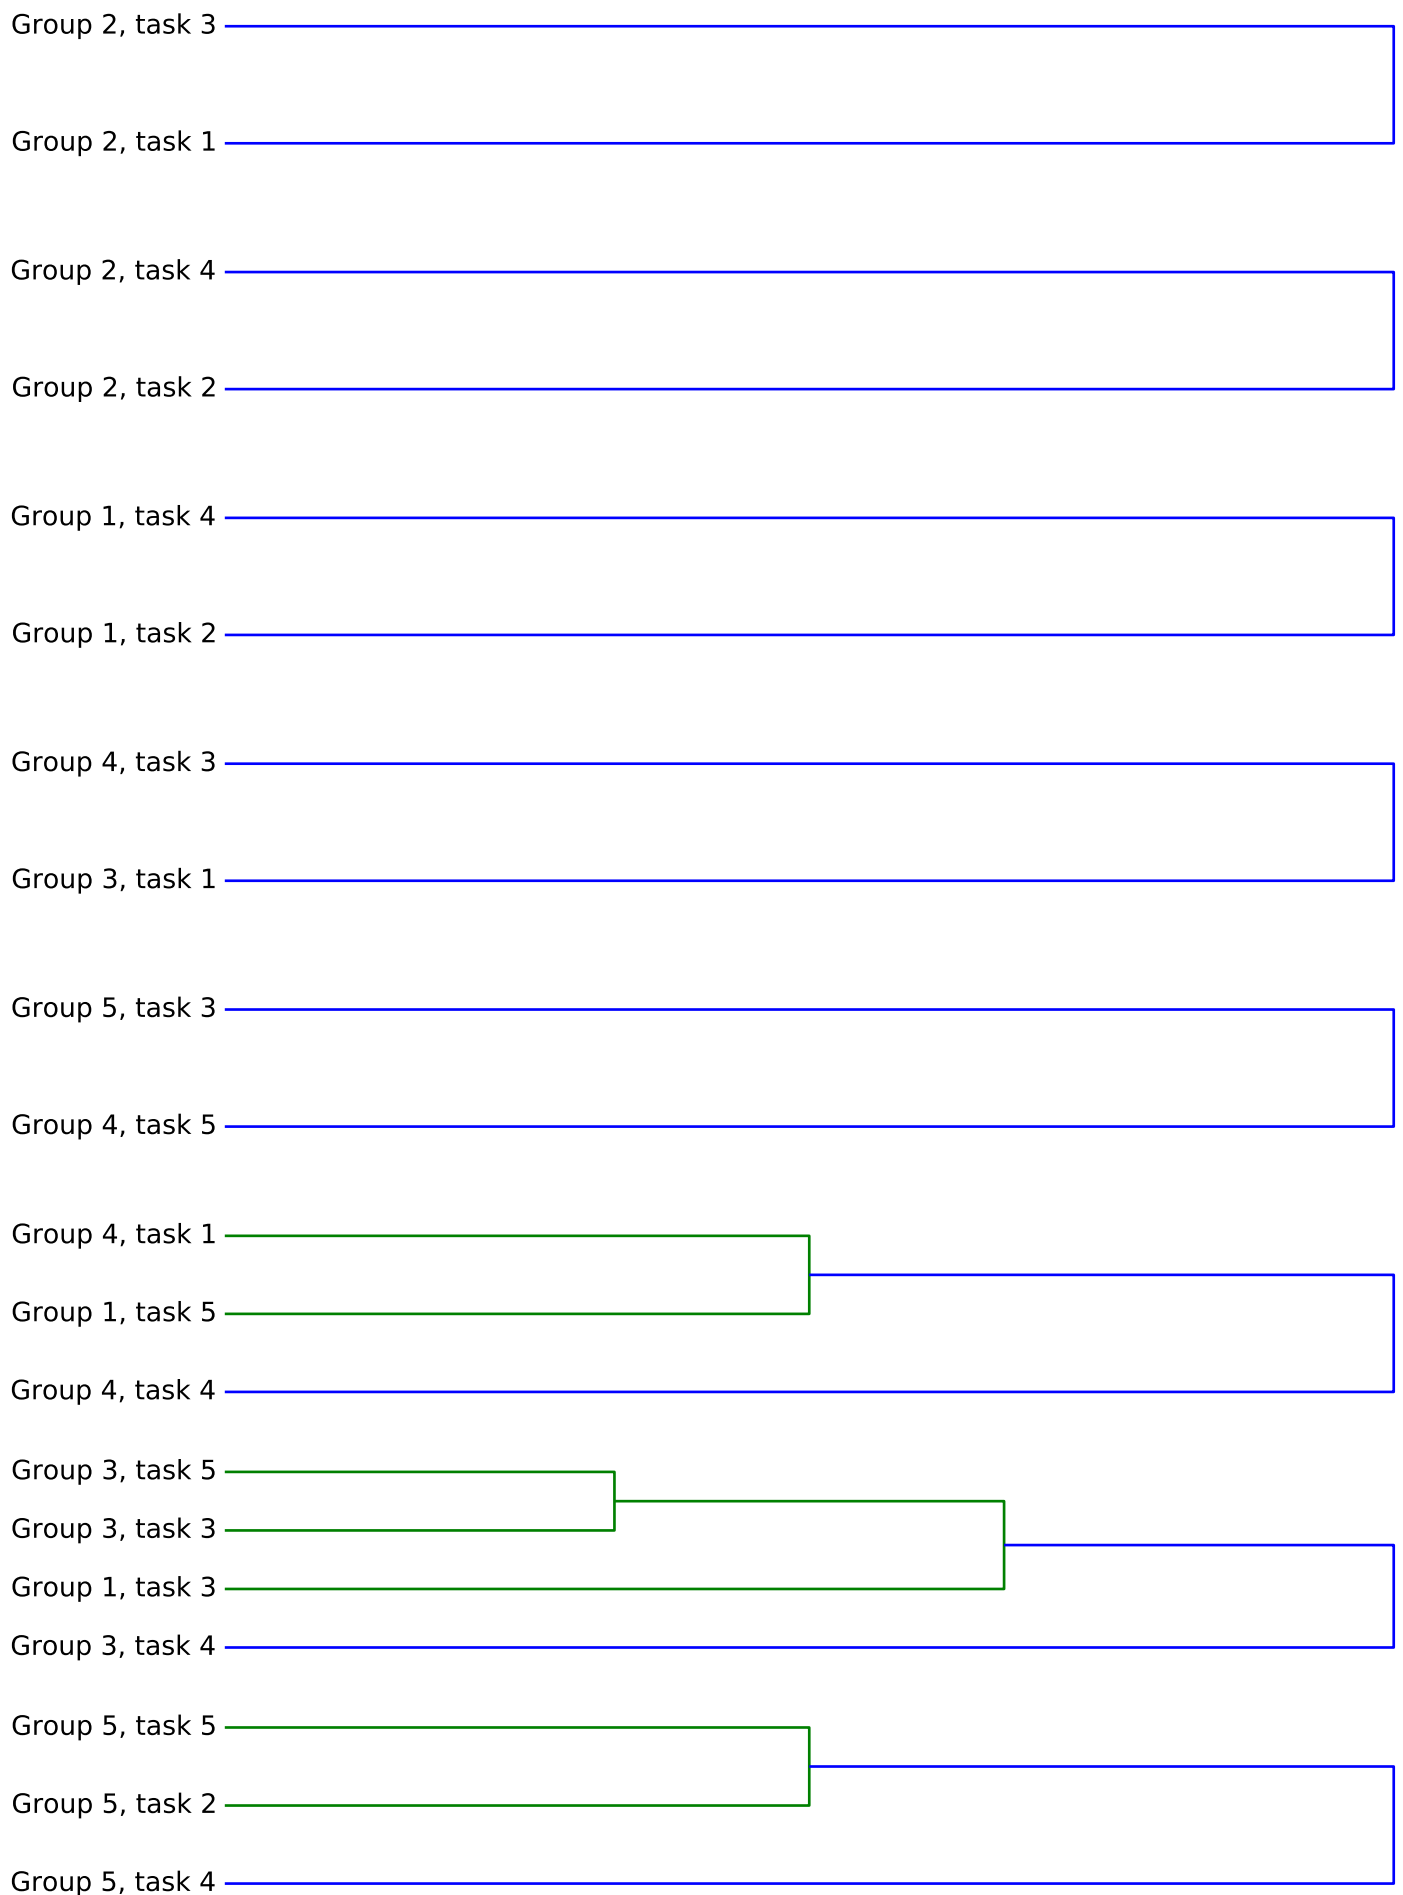 Group 2, task 3
Group 2, task 1
Group 2, task 4
Group 2, task 2
Group 1, task 4
Group 1, task 2
Group 4, task 3
Group 3, task 1
Group 5, task 3
Group 4, task 5
Group 4, task 1
Group 1, task 5
Group 4, task 4
Group 3, task 5
Group 3, task 3
Group 1, task 3
Group 3, task 4
Group 5, task 5
Group 5, task 2
Group 5, task 4